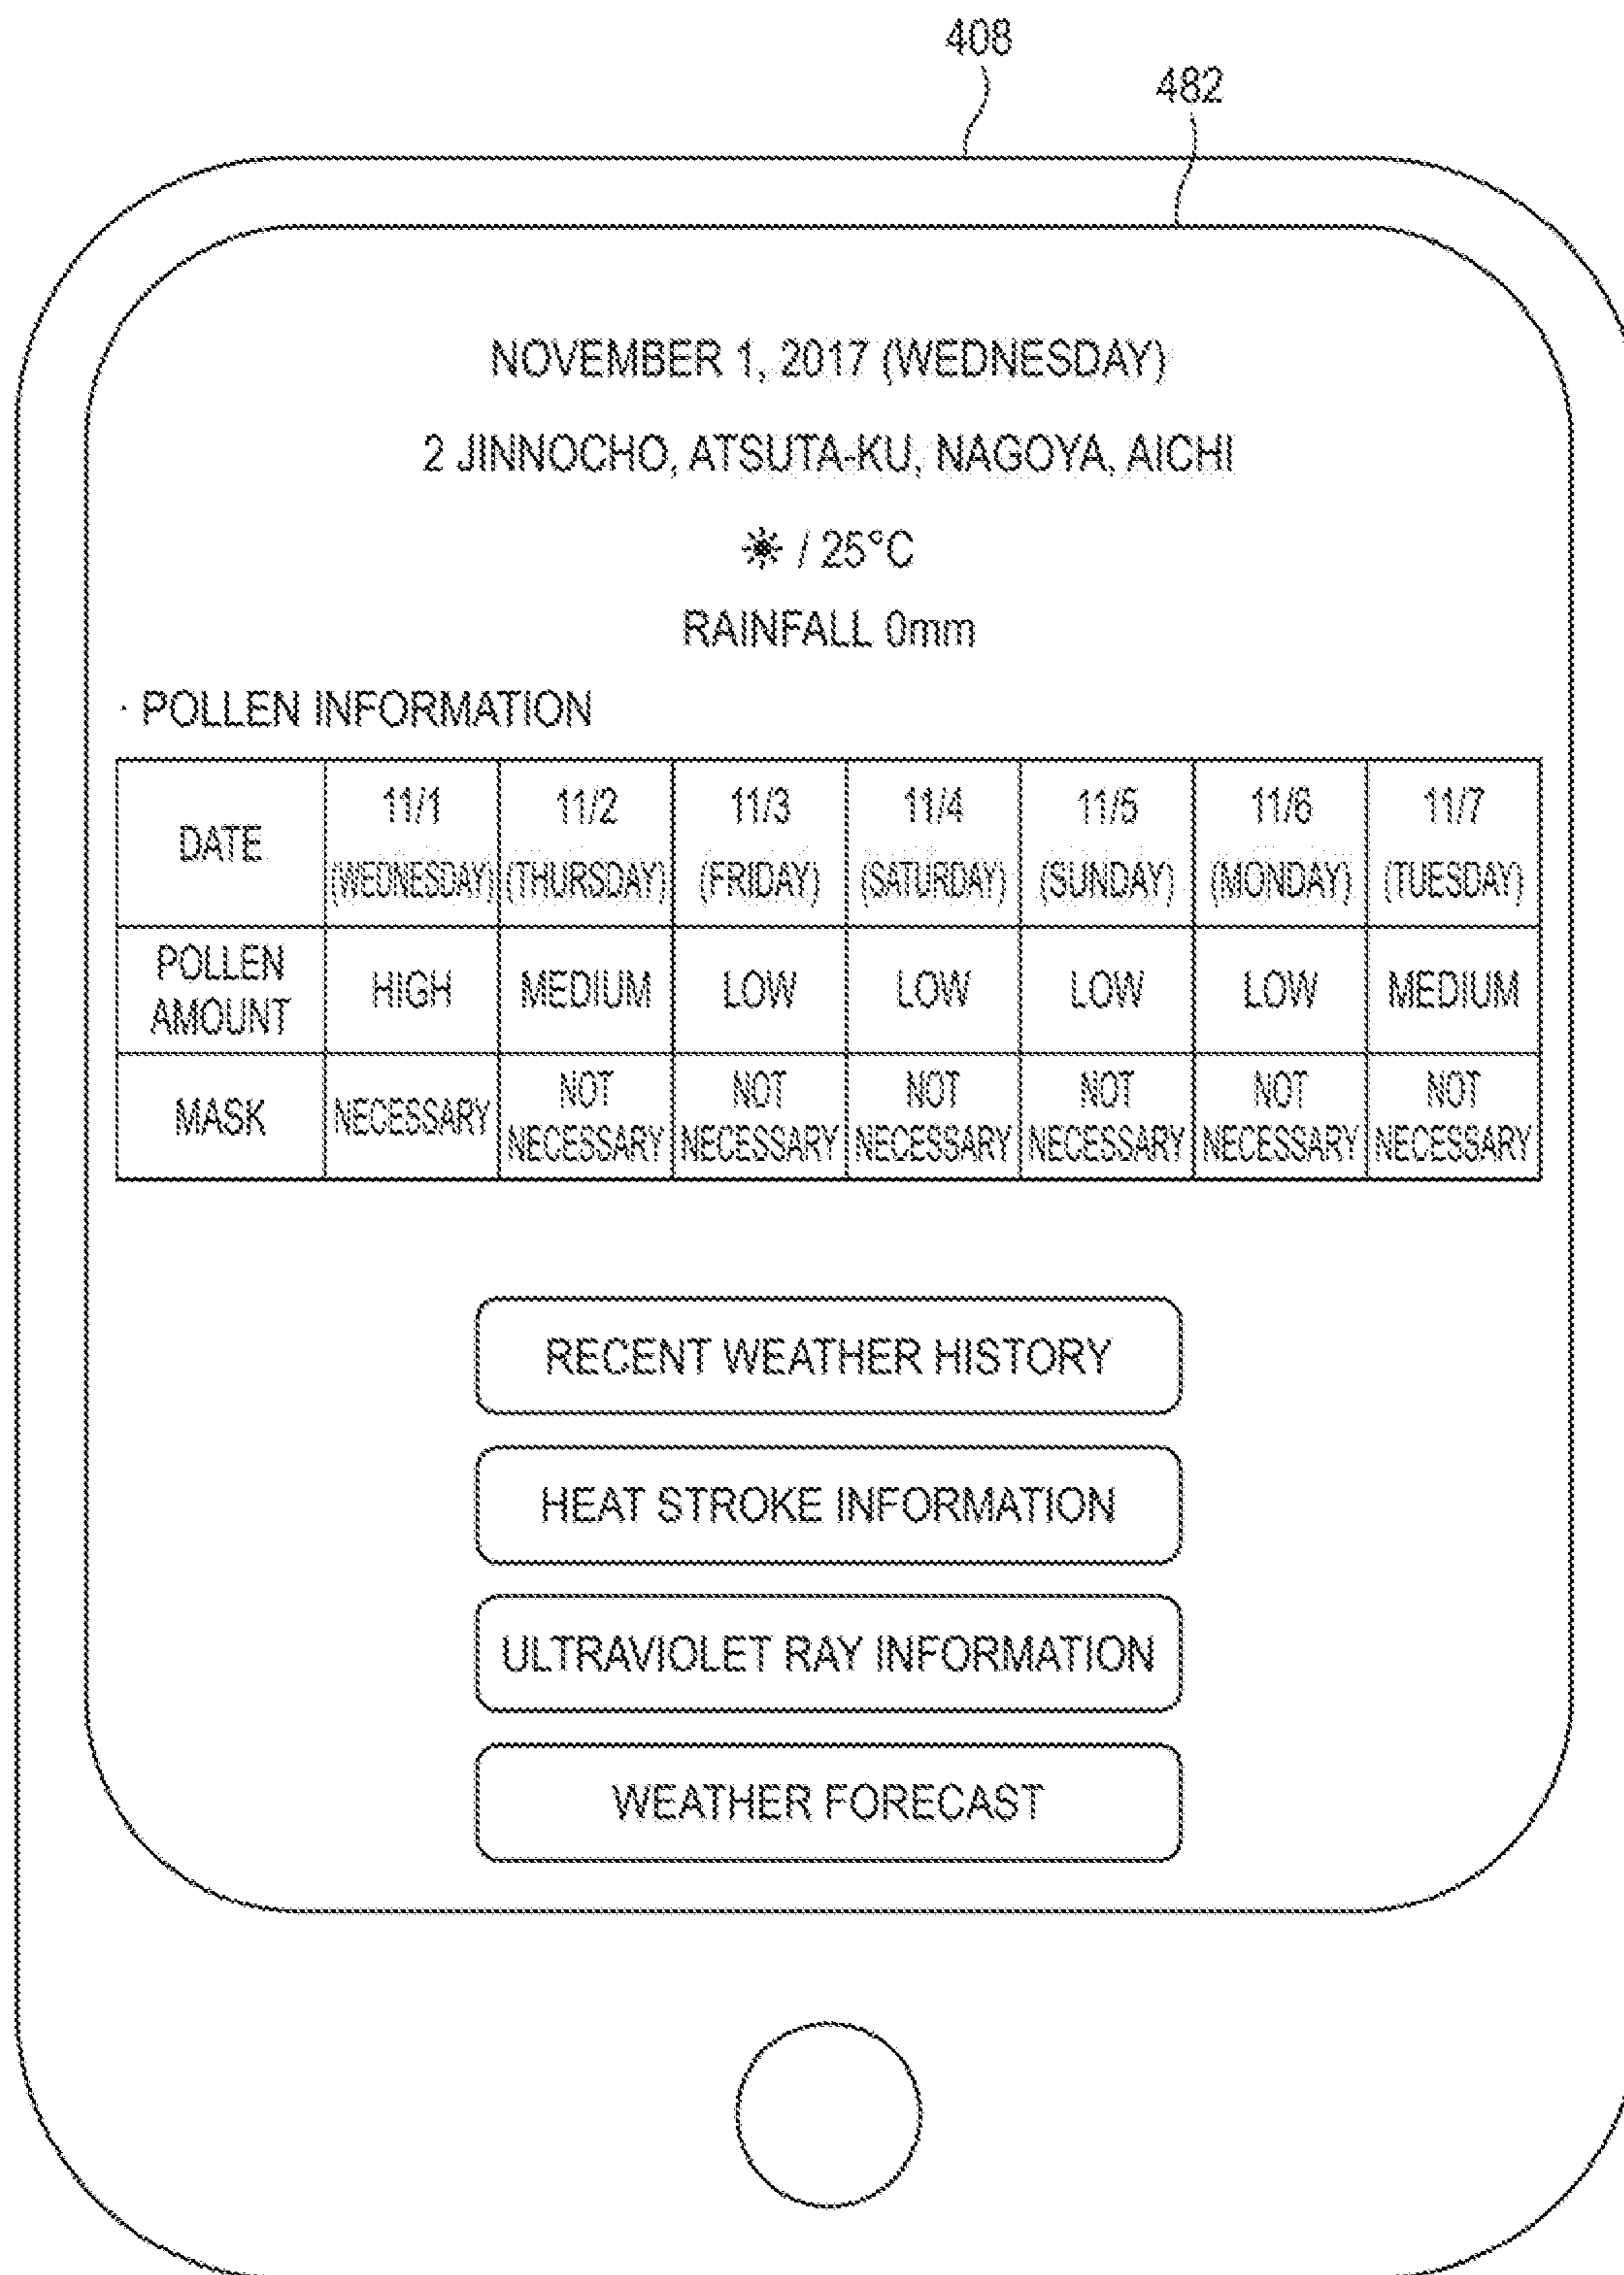 408
482
NOVEMBER 1, 2017 (WEDNESDAY)
2 JINNOCHO, ATSUTA-KU, NAGOYA, AICHI
☀ / 25°C
RAINFALL 0mm
· POLLEN INFORMATION
DATE 11/1 (WEDNESDAY) 11/2 (THURSDAY) 11/3 (FRIDAY) 11/4 (SATURDAY) 11/5 (SUNDAY) 11/6 (MONDAY) 11/7 (TUESDAY)
POLLEN AMOUNT HIGH MEDIUM LOW LOW LOW LOW MEDIUM
MASK NECESSARY NOT NECESSARY NOT NECESSARY NOT NECESSARY NOT NECESSARY NOT NECESSARY NOT NECESSARY
RECENT WEATHER HISTORY
HEAT STROKE INFORMATION
ULTRAVIOLET RAY INFORMATION
WEATHER FORECAST